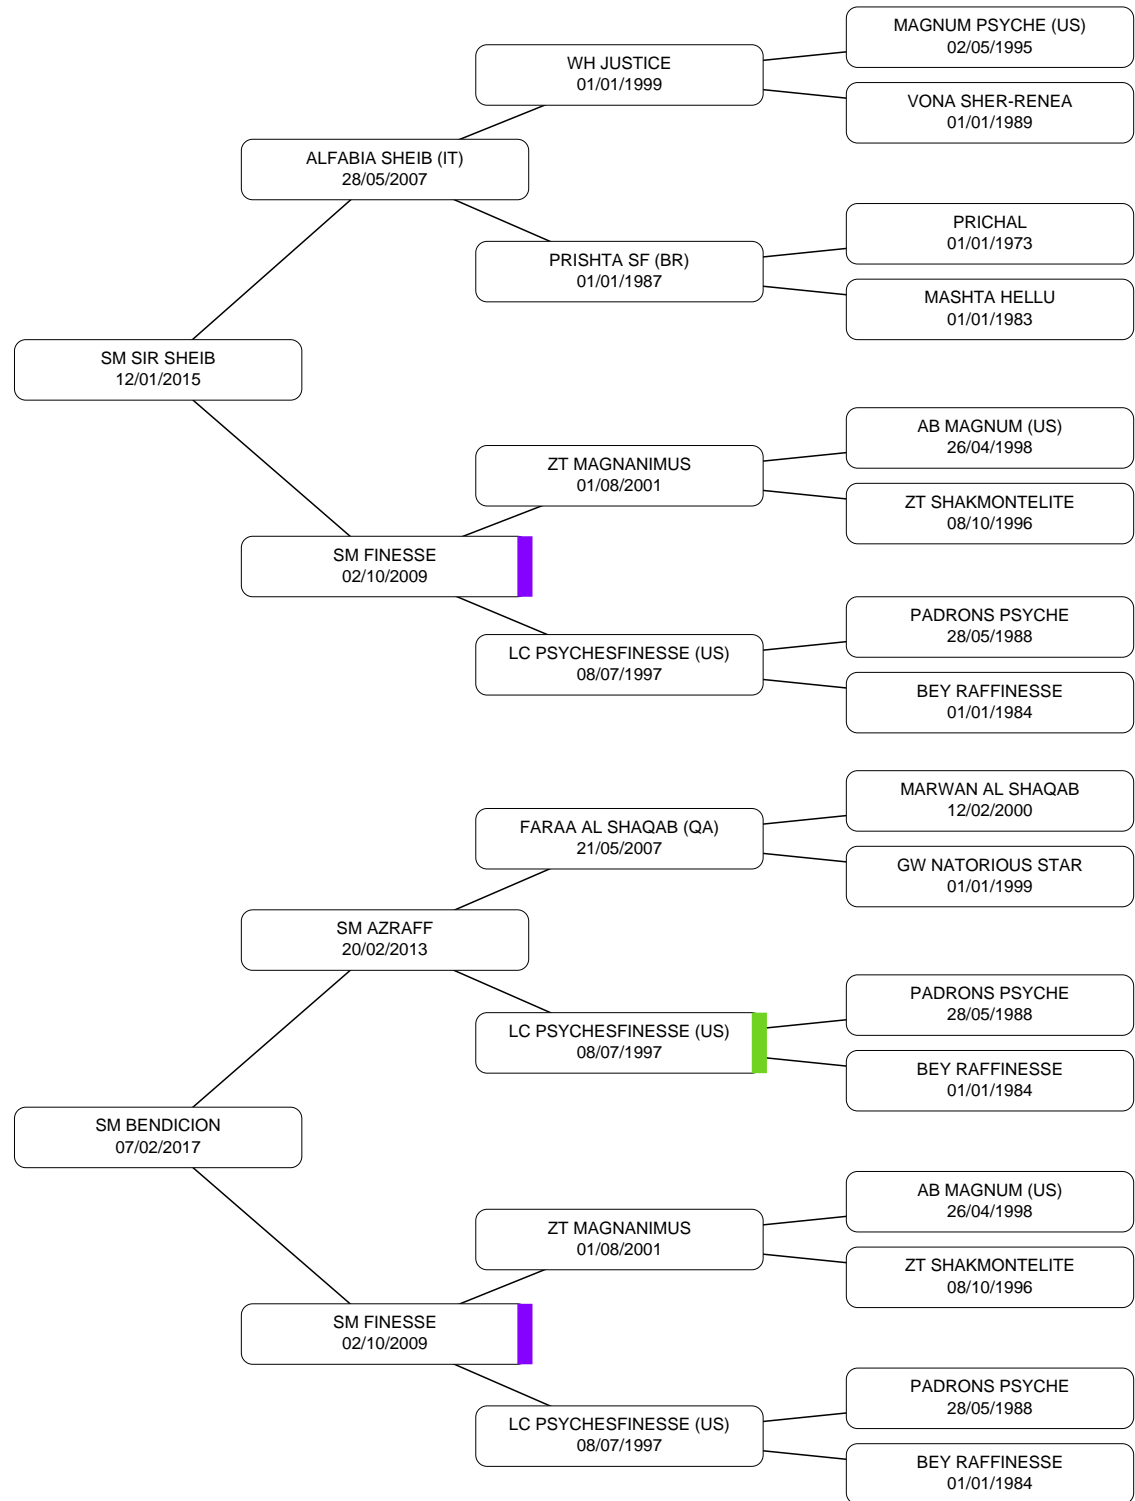 MAGNUM PSYCHE (US)
02/05/1995
WH JUSTICE
01/01/1999
VONA SHER-RENEA
01/01/1989
ALFABIA SHEIB (IT)
28/05/2007
PRICHAL
01/01/1973
PRISHTA SF (BR)
01/01/1987
MASHTA HELLU
01/01/1983
SM SIR SHEIB
12/01/2015
AB MAGNUM (US)
26/04/1998
ZT MAGNANIMUS
01/08/2001
ZT SHAKMONTELITE
08/10/1996
SM FINESSE
02/10/2009
PADRONS PSYCHE
28/05/1988
LC PSYCHESFINESSE (US)
08/07/1997
BEY RAFFINESSE
01/01/1984
MARWAN AL SHAQAB
12/02/2000
FARAA AL SHAQAB (QA)
21/05/2007
GW NATORIOUS STAR
01/01/1999
SM AZRAFF
20/02/2013
PADRONS PSYCHE
28/05/1988
LC PSYCHESFINESSE (US)
08/07/1997
BEY RAFFINESSE
01/01/1984
SM BENDICION
07/02/2017
AB MAGNUM (US)
26/04/1998
ZT MAGNANIMUS
01/08/2001
ZT SHAKMONTELITE
08/10/1996
SM FINESSE
02/10/2009
PADRONS PSYCHE
28/05/1988
LC PSYCHESFINESSE (US)
08/07/1997
BEY RAFFINESSE
01/01/1984